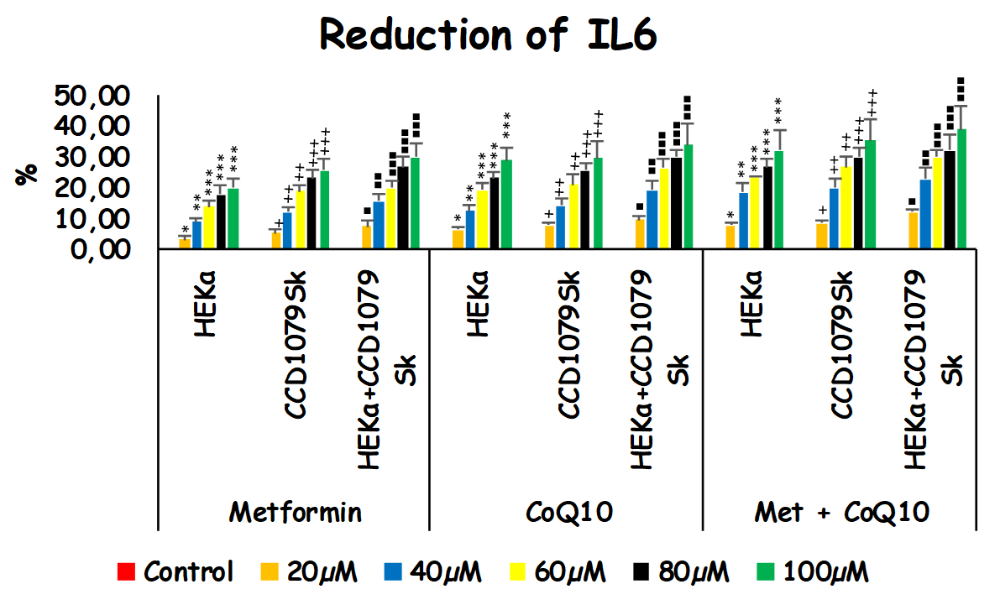 Reduction of IL6
50,00
40,00
30,00
20,00
10,00
0,00
%
HEKa
CCD1079Sk
HEKa+CCD1079
Sk
HEKa
CCD1079Sk
HEKa+CCD1079
Sk
HEKa
CCD1079Sk
HEKa+CCD1079
Sk
Metformin
CoQ10
Met + CoQ10
Control
20µM
40µM
60µM
80µM
100µM